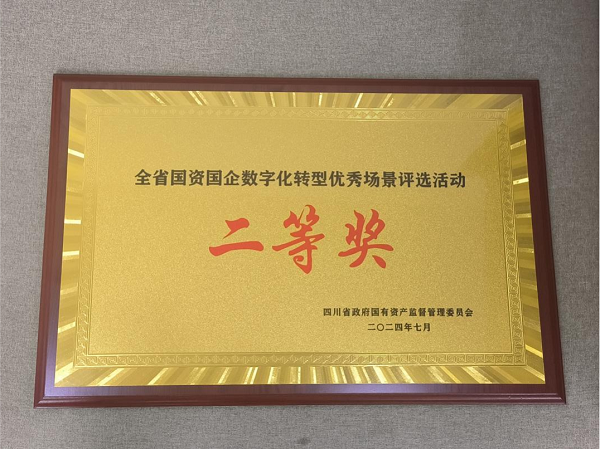 全省国资国企数字化转型优秀场景评选活动
二等奖
四川省政府国有资产监督管理委员会
二〇二四年七月